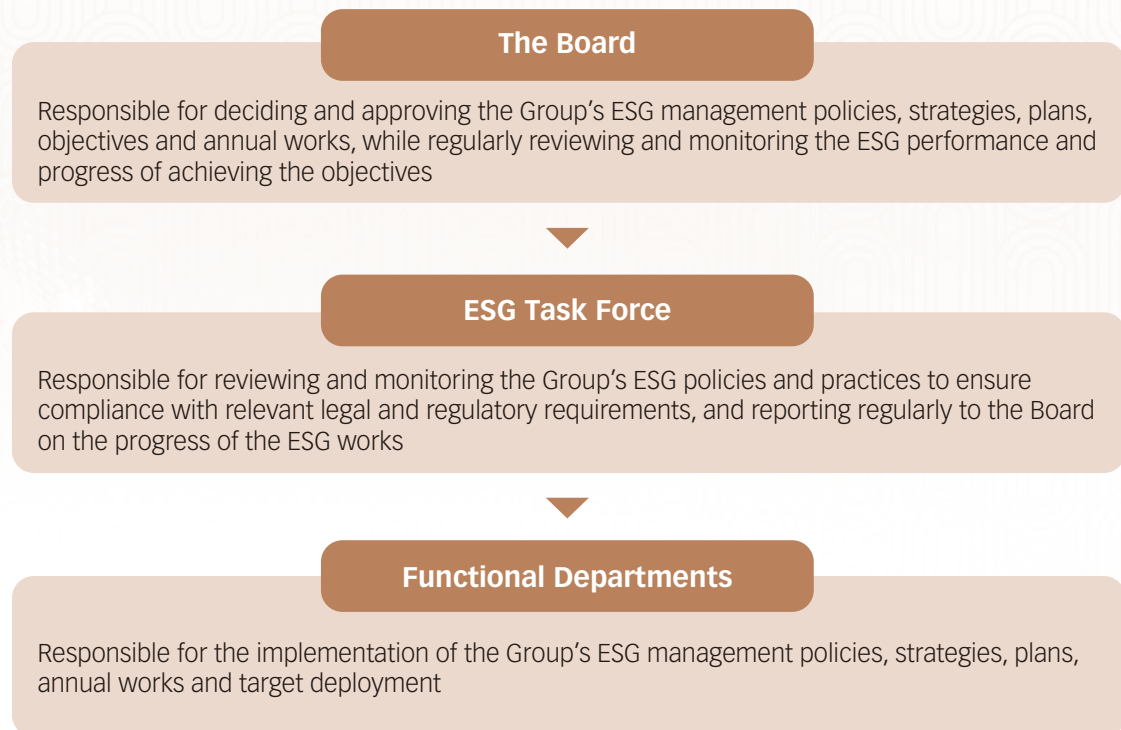 The Board
Responsible for deciding and approving the Group’s ESG management policies, strategies, plans,
objectives and annual works, while regularly reviewing and monitoring the ESG performance and
progress of achieving the objectives
ESG Task Force
Responsible for reviewing and monitoring the Group’s ESG policies and practices to ensure
compliance with relevant legal and regulatory requirements, and reporting regularly to the Board
on the progress of the ESG works
Functional Departments
Responsible for the implementation of the Group’s ESG management policies, strategies, plans,
annual works and target deployment